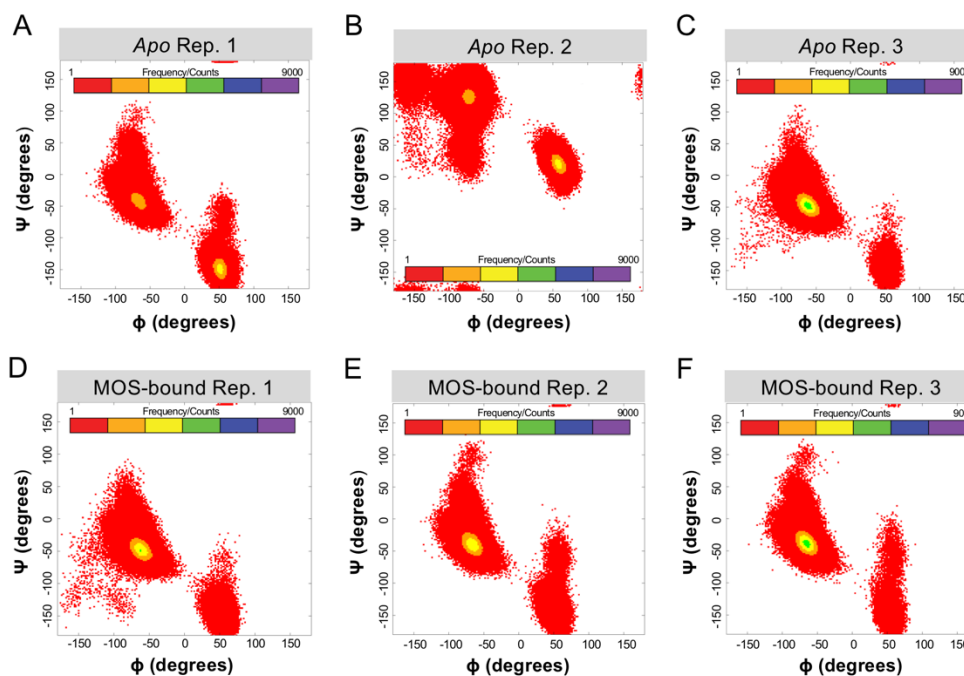 A
Apo Rep. 1
1 Frequency/Counts 9000
Ψ (degrees)
-150 -100 -50 0 50 100 150
-150 -50 0 50 100 150
ϕ (degrees)
B
Apo Rep. 2
Ψ (degrees)
-150 -100 -50 0 50 100 150
1 Frequency/Counts 9000
-150 -50 0 50 100 150
ϕ (degrees)
C
Apo Rep. 3
1 Frequency/Counts 900
Ψ (degrees)
-150 -100 -50 0 50 100 150
-150 -50 0 50 100 150
ϕ (degrees)
D
MOS-bound Rep. 1
1 Frequency/Counts 9000
Ψ (degrees)
-150 -100 -50 0 50 100 150
-150 -50 0 50 100 150
ϕ (degrees)
E
MOS-bound Rep. 2
1 Frequency/Counts 9000
Ψ (degrees)
-150 -100 -50 0 50 100 150
-150 -50 0 50 100 150
ϕ (degrees)
F
MOS-bound Rep. 3
1 Frequency/Counts 900
Ψ (degrees)
-150 -100 -50 0 50 100 150
-150 -50 0 50 100 150
ϕ (degrees)